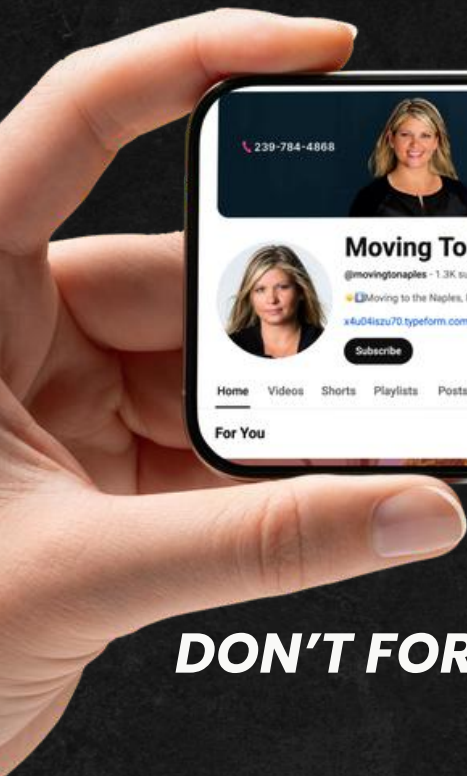 239-784-4868
Moving To
@movingtonaples - 1.3K su
Moving to the Naples,
x4u04iszu70.typeform.com
Subscribe
Home Videos Shorts Playlists Posts
For You
DON'T FOR